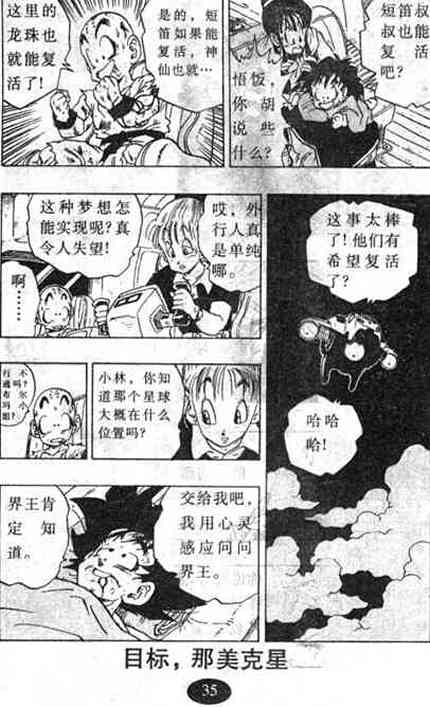 短笛叔
叔也能
复活吧？
悟饭，
你胡
说些
什么？
是的，短
笛如果能
复活，神
仙也就…
这里的
龙珠也
就能复
活了！
这事太棒
了！他们有
希望复活
了？
哈哈
哈！
哎，外
行人真
是单纯
哪。
这种梦想怎
能实现呢？真
令人失望！
啊……
小林，你知
道那个星球
大概在什么
位置吗？
交给我吧，
我用心灵
感应问问
界王。
界王肯
定知
道。
目标，那美克星
35